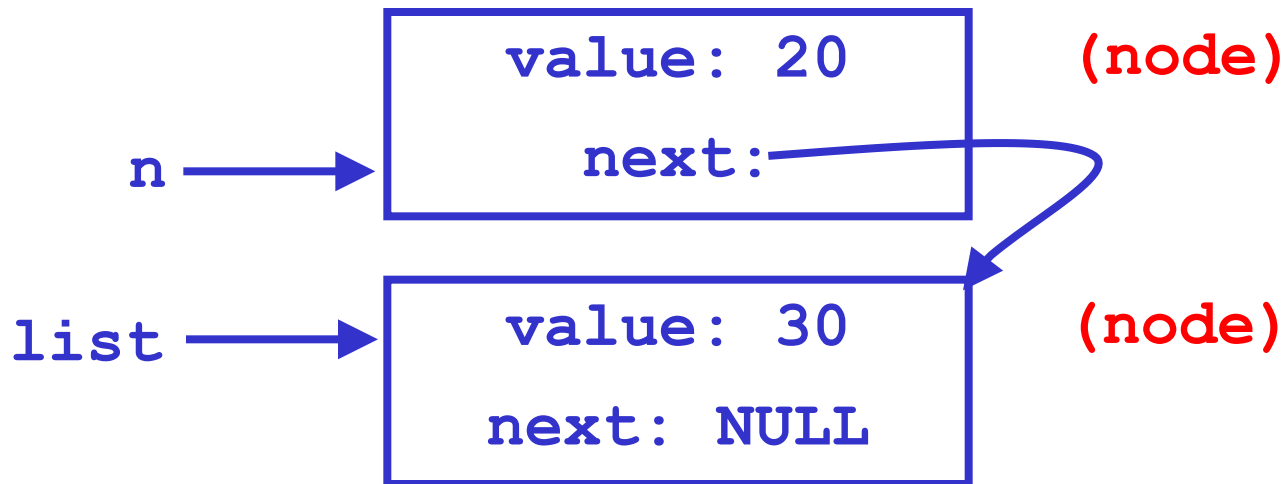 value: 20 (node)
next:
n
value: 30 (node)
list
next: NULL